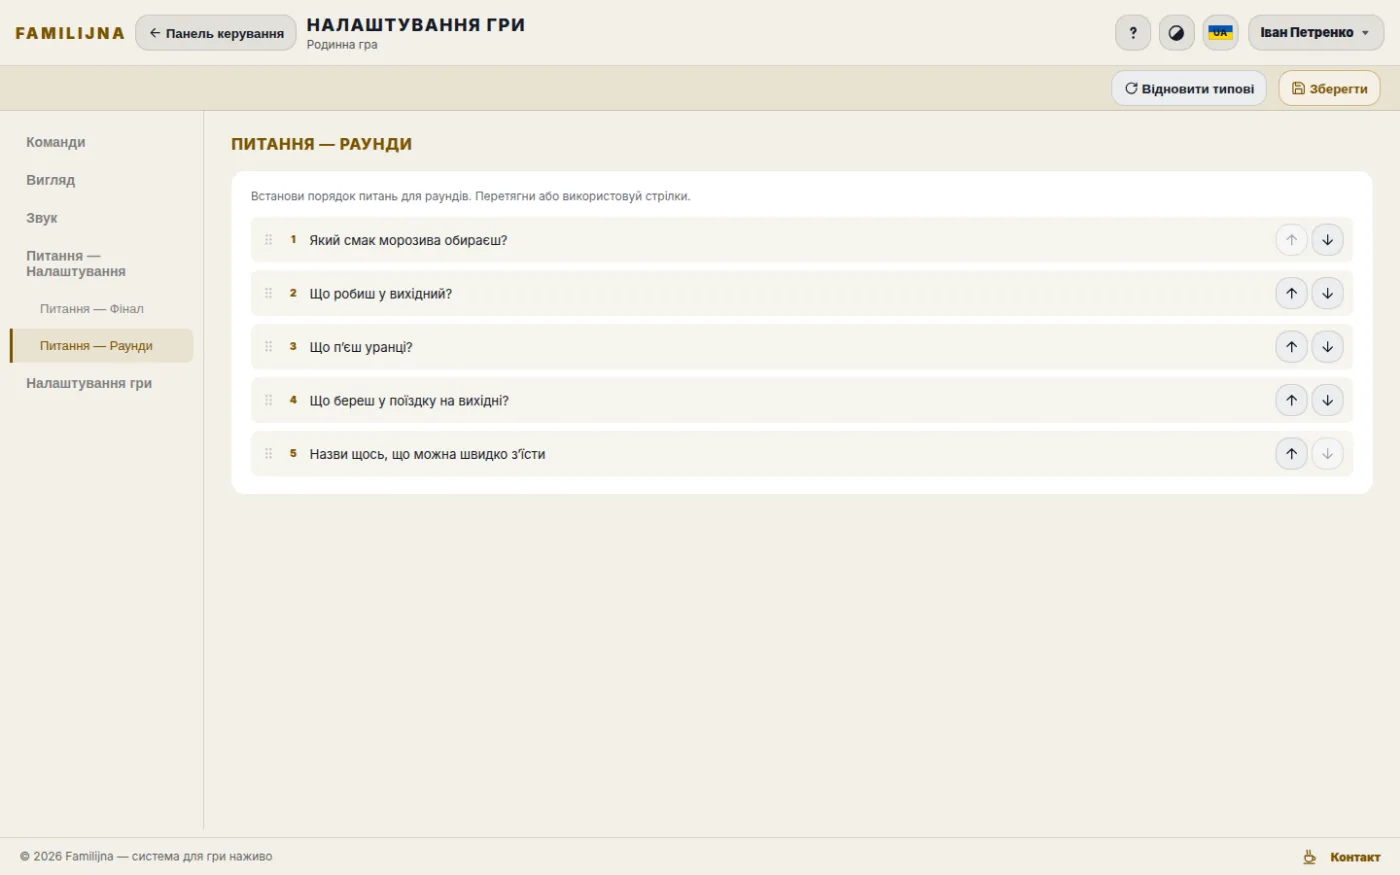 FAMILIJNA
← Панель керування
НАЛАШТУВАННЯ ГРИ
Родинна гра
?
UA
Іван Петренко
Відновити типові
Зберегти
Команди
Вигляд
Звук
Питання —
Налаштування
Питання — Фінал
Питання — Раунди
Налаштування гри
ПИТАННЯ — РАУНДИ
Встанови порядок питань для раундів. Перетягни або використовуй стрілки.
1 Який смак морозива обираєш?
2 Що робиш у вихідний?
3 Що п’єш уранці?
4 Що береш у поїздку на вихідні?
5 Назви щось, що можна швидко з’їсти
© 2026 Familijna — система для гри наживо
Контакт